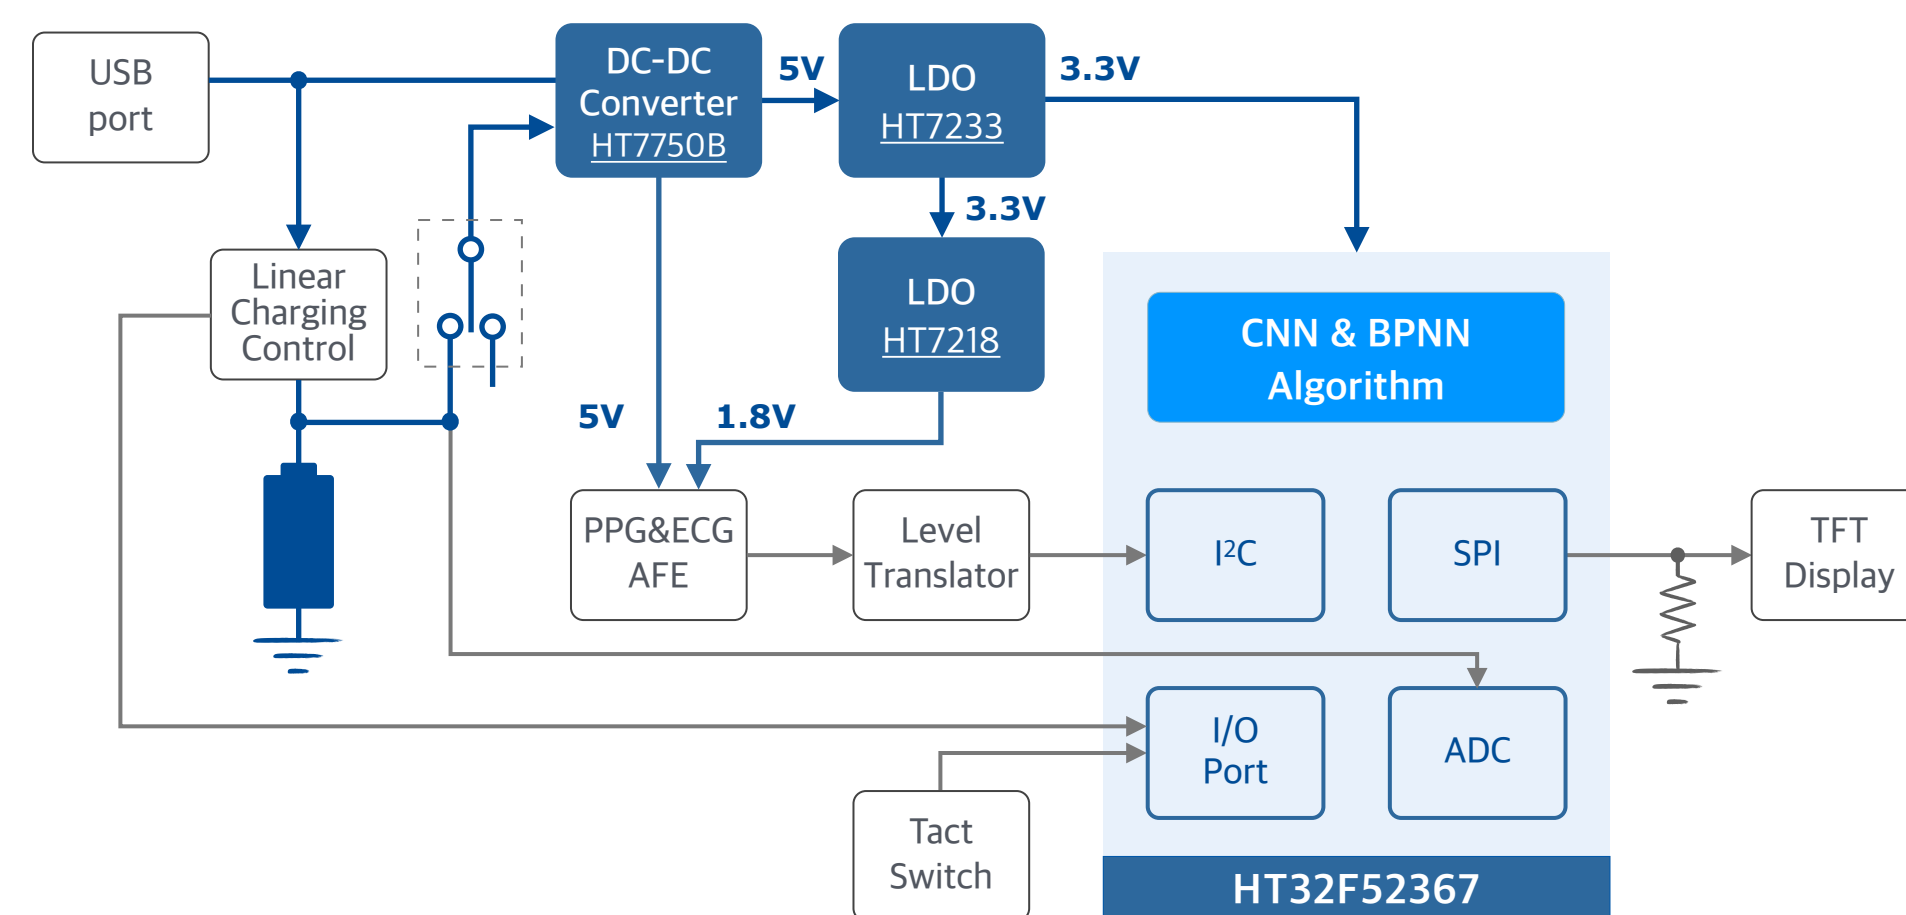 USB
port
DC-DC
Converter
HT7750B
5V
LDO
HT7233
3.3V
3.3V
Linear
Charging
Control
LDO
HT7218
CNN & BPNN
Algorithm
5V
1.8V
PPG&ECG
AFE
Level
Translator
I²C
SPI
TFT
Display
I/O
Port
ADC
Tact
Switch
HT32F52367